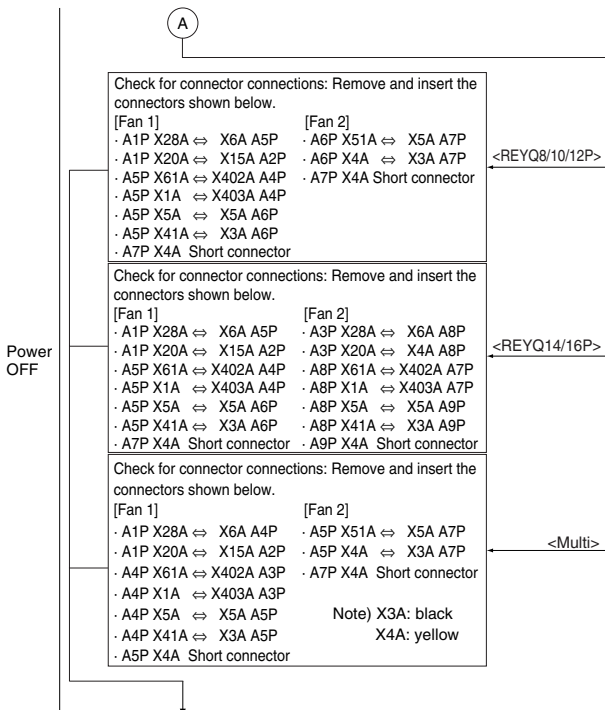 A
Check for connector connections: Remove and insert the
connectors shown below.
[Fan 1] [Fan 2]
· A1P X28A ⇔ X6A A5P · A6P X51A ⇔ X5A A7P
· A1P X20A ⇔ X15A A2P · A6P X4A ⇔ X3A A7P
· A5P X61A ⇔ X402A A4P · A7P X4A Short connector
· A5P X1A ⇔ X403A A4P
· A5P X5A ⇔ X5A A6P
· A5P X41A ⇔ X3A A6P
· A7P X4A Short connector
<REYQ8/10/12P>
Check for connector connections: Remove and insert the
connectors shown below.
[Fan 1] [Fan 2]
· A1P X28A ⇔ X6A A5P · A3P X28A ⇔ X6A A8P
· A1P X20A ⇔ X15A A2P · A3P X20A ⇔ X4A A8P
· A5P X61A ⇔ X402A A4P · A8P X61A ⇔ X402A A7P
· A5P X1A ⇔ X403A A4P · A8P X1A ⇔ X403A A7P
· A5P X5A ⇔ X5A A6P · A8P X5A ⇔ X5A A9P
· A5P X41A ⇔ X3A A6P · A8P X41A ⇔ X3A A9P
· A7P X4A Short connector · A9P X4A Short connector
<REYQ14/16P>
Power
OFF
Check for connector connections: Remove and insert the
connectors shown below.
[Fan 1] [Fan 2]
· A1P X28A ⇔ X6A A4P · A5P X51A ⇔ X5A A7P
· A1P X20A ⇔ X15A A2P · A5P X4A ⇔ X3A A7P
· A4P X61A ⇔ X402A A3P · A7P X4A Short connector
· A4P X1A ⇔ X403A A3P
· A4P X5A ⇔ X5A A5P Note) X3A: black
· A4P X41A ⇔ X3A A5P X4A: yellow
· A5P X4A Short connector
<Multi>